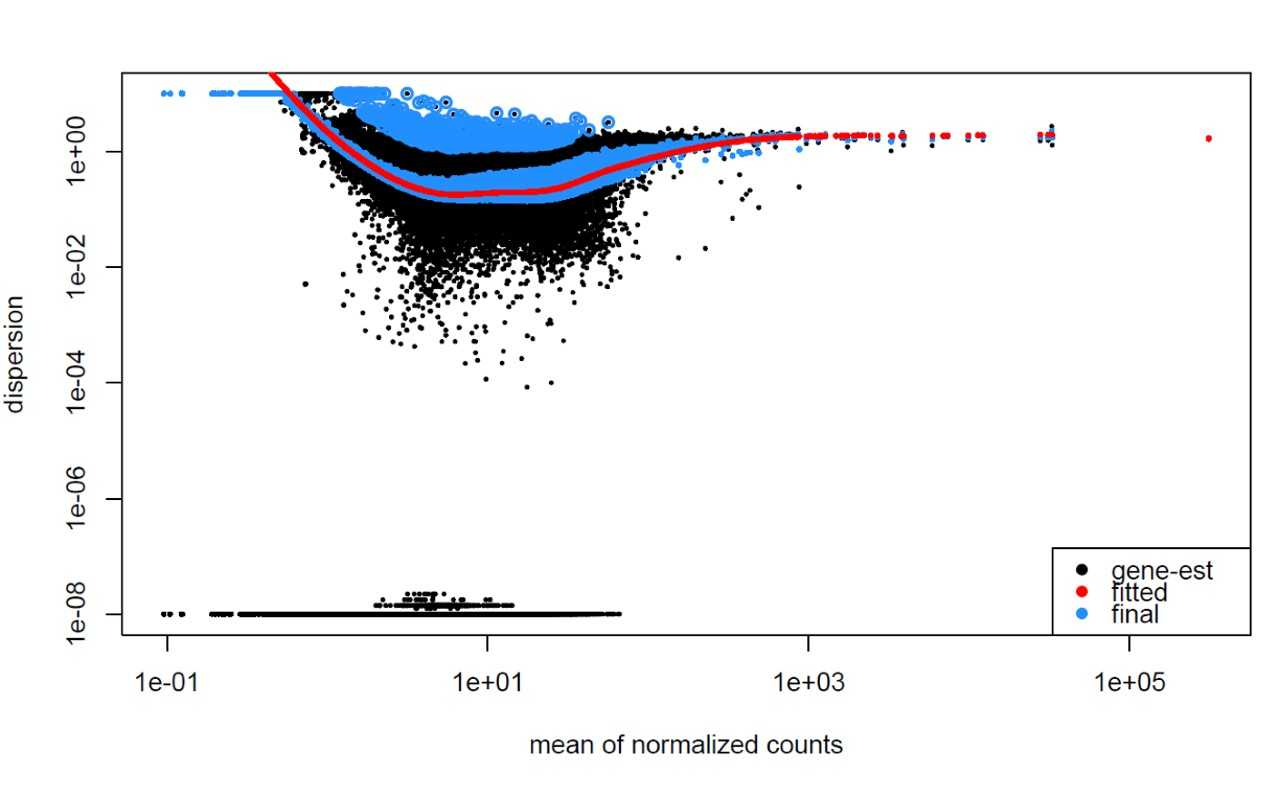 dispersion
1e+00
1e-02
1e-04
1e-06
1e-08
gene-est
fitted
final
1e-01
1e+01
1e+03
1e+05
mean of normalized counts